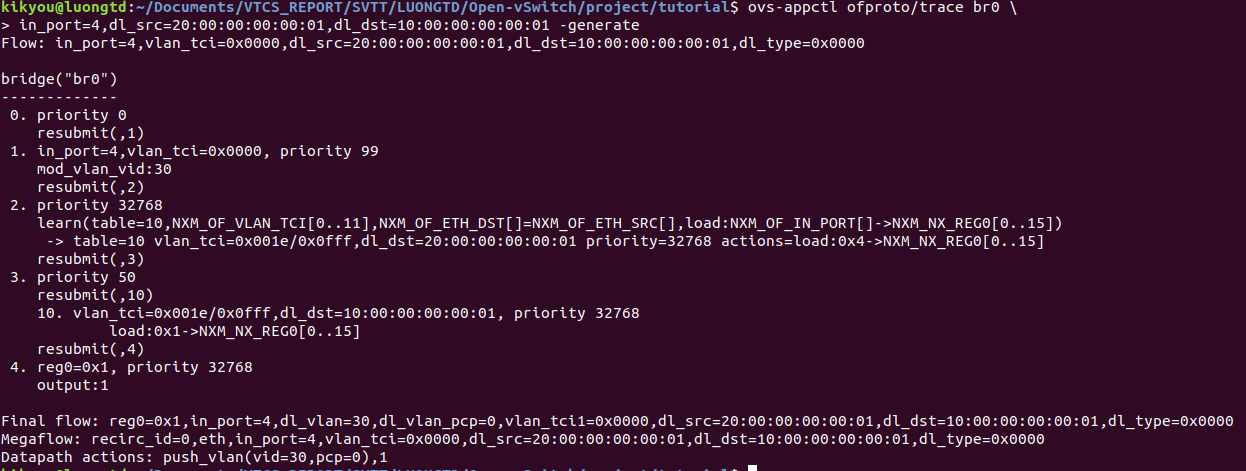 kikyou@luongtd:~/Documents/VTCS_REPORT/SVTT/LUONGTD/Open-vSwitch/project/tutorial$ ovs-appctl ofproto/trace br0 \
> in_port=4,dl_src=20:00:00:00:00:01,dl_dst=10:00:00:00:00:01 -generate
Flow: in_port=4,vlan_tci=0x0000,dl_src=20:00:00:00:00:01,dl_dst=10:00:00:00:00:01,dl_type=0x0000

bridge("br0")
-------------
 0. priority 0
    resubmit(,1)
 1. in_port=4,vlan_tci=0x0000, priority 99
    mod_vlan_vid:30
    resubmit(,2)
 2. priority 32768
    learn(table=10,NXM_OF_VLAN_TCI[0..11],NXM_OF_ETH_DST[]=NXM_OF_ETH_SRC[],load:NXM_OF_IN_PORT[]->NXM_NX_REG0[0..15])
     -> table=10 vlan_tci=0x001e/0x0fff,dl_dst=20:00:00:00:00:01 priority=32768 actions=load:0x4->NXM_NX_REG0[0..15]
    resubmit(,3)
 3. priority 50
    resubmit(,10)
    10. vlan_tci=0x001e/0x0fff,dl_dst=10:00:00:00:00:01, priority 32768
            load:0x1->NXM_NX_REG0[0..15]
    resubmit(,4)
 4. reg0=0x1, priority 32768
    output:1

Final flow: reg0=0x1,in_port=4,dl_vlan=30,dl_vlan_pcp=0,vlan_tci1=0x0000,dl_src=20:00:00:00:00:01,dl_dst=10:00:00:00:00:01,dl_type=0x0000
Megaflow: recirc_id=0,eth,in_port=4,vlan_tci=0x0000,dl_src=20:00:00:00:00:01,dl_dst=10:00:00:00:00:01,dl_type=0x0000
Datapath actions: push_vlan(vid=30,pcp=0),1